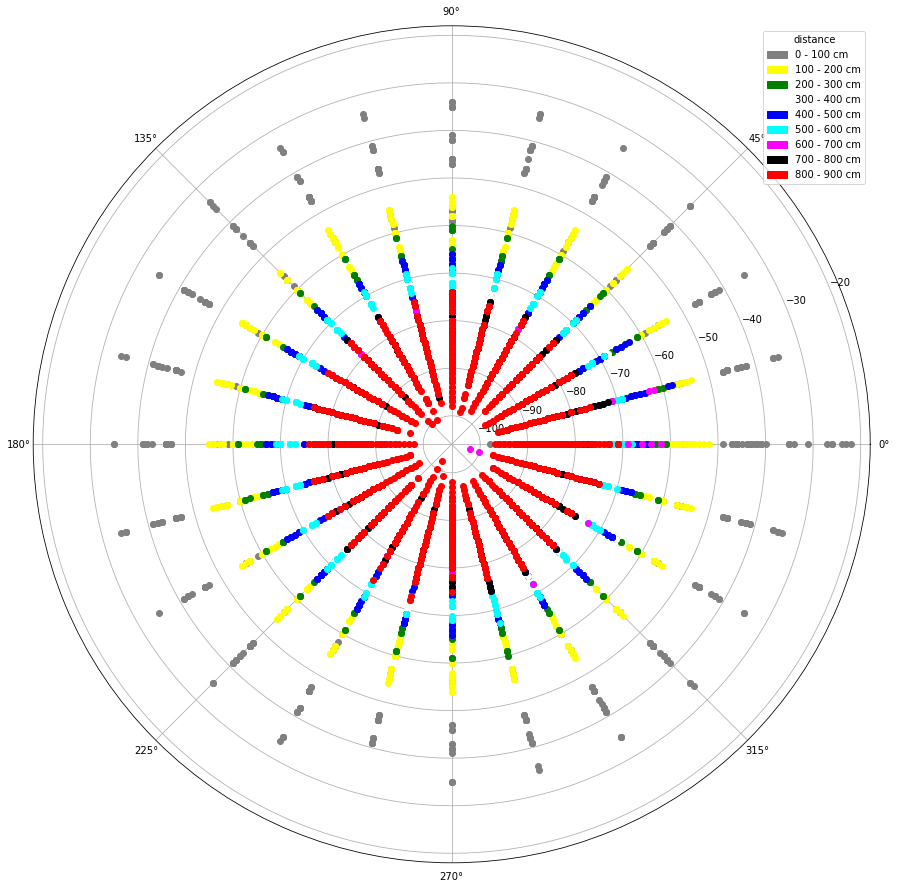 90°
distance
0 - 100 cm
100 - 200 cm
200 - 300 cm
300 - 400 cm
400 - 500 cm
500 - 600 cm
600 - 700 cm
700 - 800 cm
800 - 900 cm
135°
45°
−20
−30
−40
−50
−60
−70
−80
−90
−100
180°
0°
225°
315°
270°